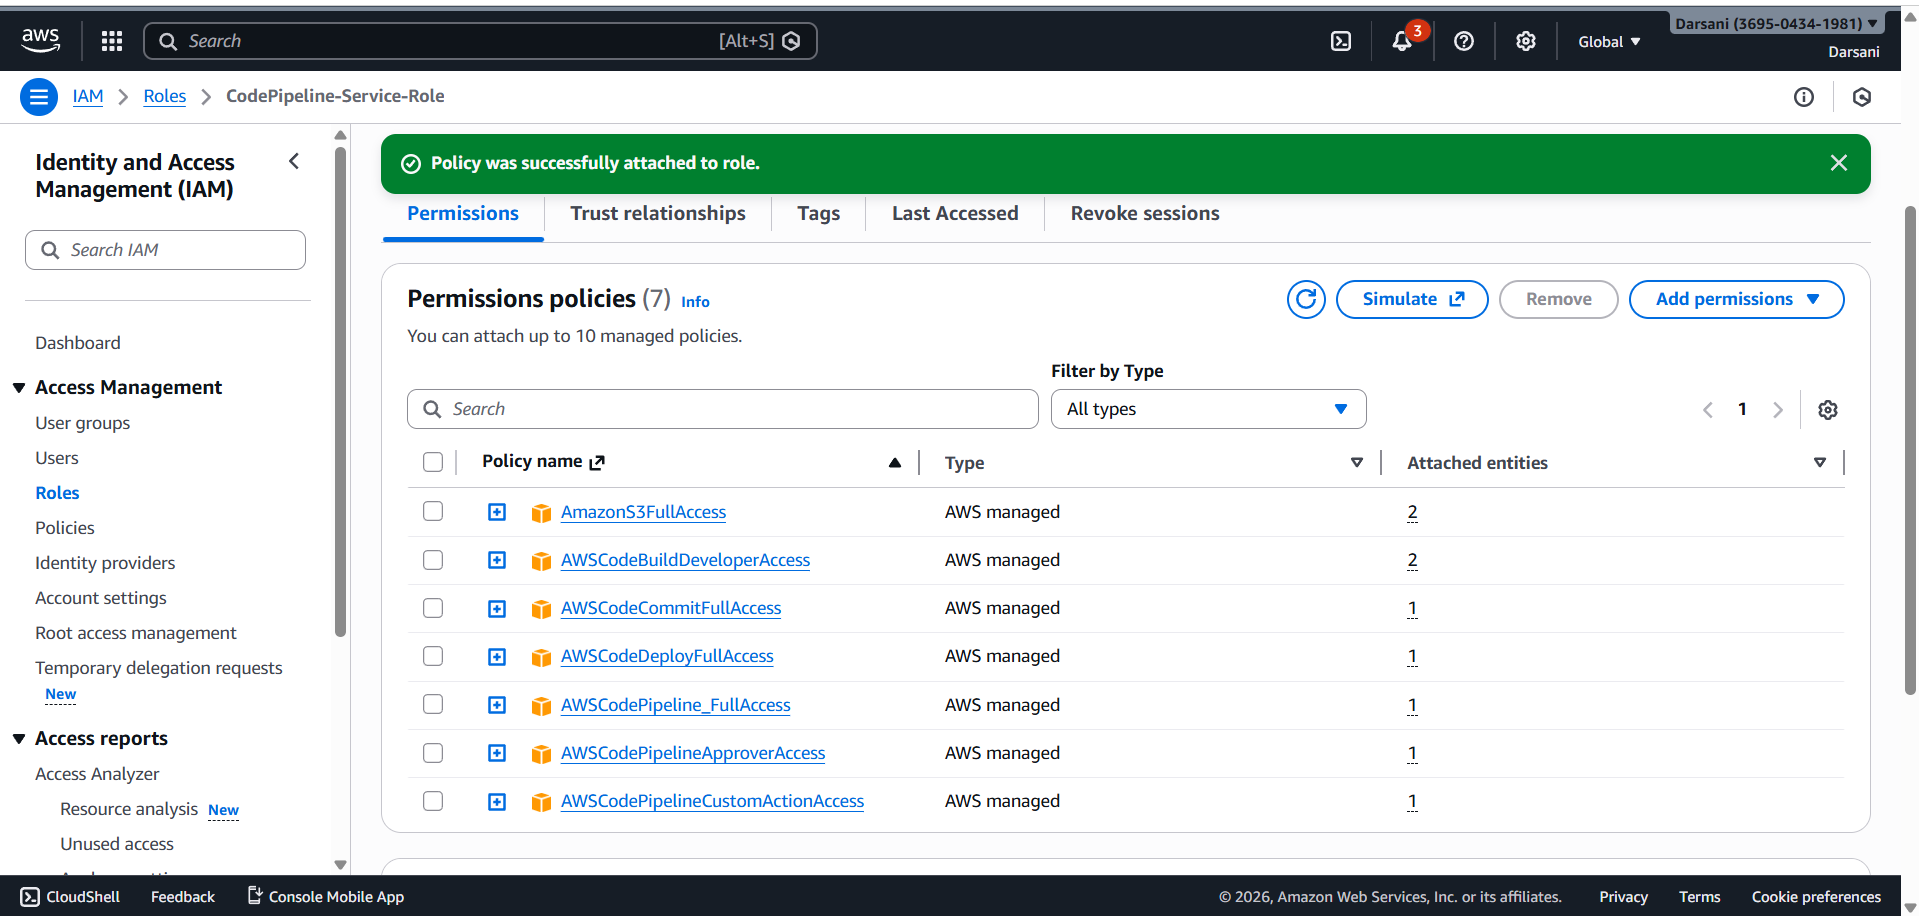 aws
Search
[Alt+S]
3
Global
Darsani (3695-0434-1981)
Darsani
IAM
Roles
CodePipeline-Service-Role
Identity and Access
Management (IAM)
Search IAM
Dashboard
Access Management
User groups
Users
Roles
Policies
Identity providers
Account settings
Root access management
Temporary delegation requests
New
Access reports
Access Analyzer
Resource analysis New
Unused access
Policy was successfully attached to role.
Permissions
Trust relationships
Tags
Last Accessed
Revoke sessions
Permissions policies (7) Info
You can attach up to 10 managed policies.
Simulate
Remove
Add permissions
Filter by Type
Search
All types
1
Policy name
Type
Attached entities
AmazonS3FullAccess AWS managed 2
AWSCodeBuildDeveloperAccess AWS managed 2
AWSCodeCommitFullAccess AWS managed 1
AWSCodeDeployFullAccess AWS managed 1
AWSCodePipeline_FullAccess AWS managed 1
AWSCodePipelineApproverAccess AWS managed 1
AWSCodePipelineCustomActionAccess AWS managed 1
CloudShell
Feedback
Console Mobile App
© 2026, Amazon Web Services, Inc. or its affiliates.
Privacy
Terms
Cookie preferences